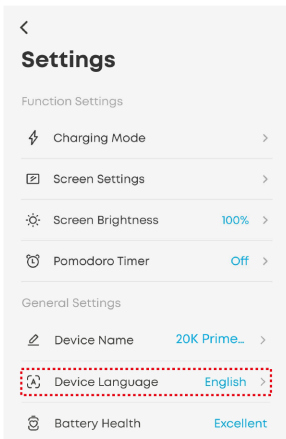 Settings
Function Settings
Charging Mode
Screen Settings
Screen Brightness 100%
Pomodoro Timer Off
General Settings
Device Name 20K Prime...
Device Language English
Battery Health Excellent